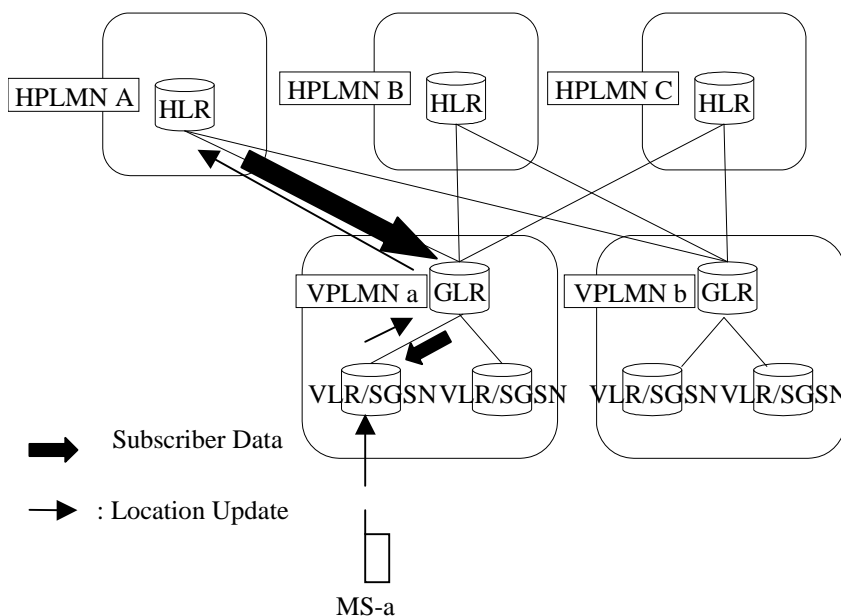 HPLMN A
HLR
HPLMN B
HLR
HPLMN C
HLR
VPLMN a
GLR
VPLMN b
GLR
VLR/SGSN
VLR/SGSN
VLR/SGSN
VLR/SGSN
Subscriber Data
: Location Update
MS-a